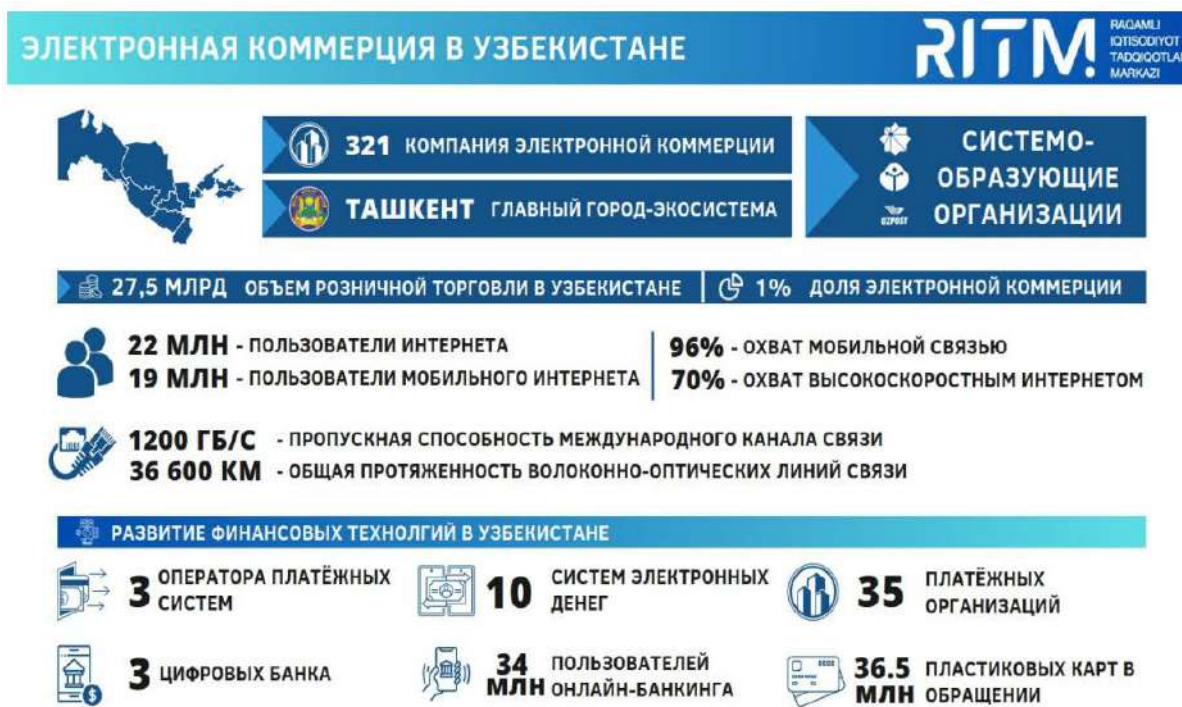 ЭЛЕКТРОННАЯ КОММЕРЦИЯ В УЗБЕКИСТАНЕ
RITM
RAQAMLI
IQTISODIYOT
TADQIQOTLAR
MARKAZI
321 КОМПАНИЯ ЭЛЕКТРОННОЙ КОММЕРЦИИ
ТАШКЕНТ ГЛАВНЫЙ ГОРОД-ЭКОСИСТЕМА
СИСТЕМО-
ОБРАЗУЮЩИЕ
ОРГАНИЗАЦИИ
UZPOST
27,5 МЛРД ОБЪЕМ РОЗНИЧНОЙ ТОРГОВЛИ В УЗБЕКИСТАНЕ
1% ДОЛЯ ЭЛЕКТРОННОЙ КОММЕРЦИИ
22 МЛН - ПОЛЬЗОВАТЕЛИ ИНТЕРНЕТА
19 МЛН - ПОЛЬЗОВАТЕЛИ МОБИЛЬНОГО ИНТЕРНЕТА
96% - ОХВАТ МОБИЛЬНОЙ СВЯЗЬЮ
70% - ОХВАТ ВЫСОКОСКОРОСТНЫМ ИНТЕРНЕТОМ
1200 ГБ/С - ПРОПУСКНАЯ СПОСОБНОСТЬ МЕЖДУНАРОДНОГО КАНАЛА СВЯЗИ
36 600 КМ - ОБЩАЯ ПРОТЯЖЕННОСТЬ ВОЛОКОННО-ОПТИЧЕСКИХ ЛИНИЙ СВЯЗИ
РАЗВИТИЕ ФИНАНСОВЫХ ТЕХНОЛГИЙ В УЗБЕКИСТАНЕ
3 ОПЕРАТОРА ПЛАТЁЖНЫХ
СИСТЕМ
10 СИСТЕМ ЭЛЕКТРОННЫХ
ДЕНЕГ
35 ПЛАТЁЖНЫХ
ОРГАНИЗАЦИЙ
3 ЦИФРОВЫХ БАНКА
34 ПОЛЬЗОВАТЕЛЕЙ
МЛН ОНЛАЙН-БАНКИНГА
36.5 ПЛАСТИКОВЫХ КАРТ В
МЛН ОБРАЩЕНИИ